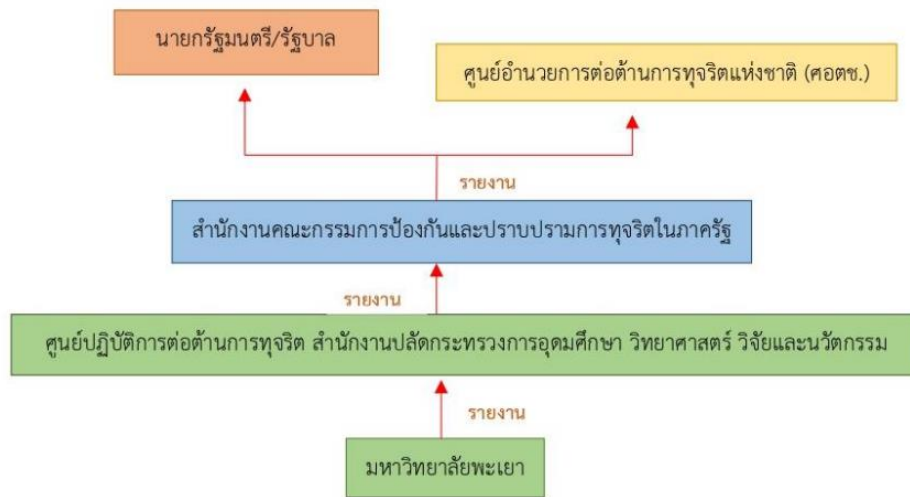 นายกรัฐมนตรี/รัฐบาล
ศูนย์อำนวยการต่อต้านการทุจริตแห่งชาติ (ศอตช.)
รายงาน
สำนักงานคณะกรรมการป้องกันและปราบปรามการทุจริตในภาครัฐ
รายงาน
ศูนย์ปฏิบัติการต่อต้านการทุจริต สำนักงานปลัดกระทรวงการอุดมศึกษา วิทยาศาสตร์ วิจัยและนวัตกรรม
รายงาน
มหาวิทยาลัยพะเยา